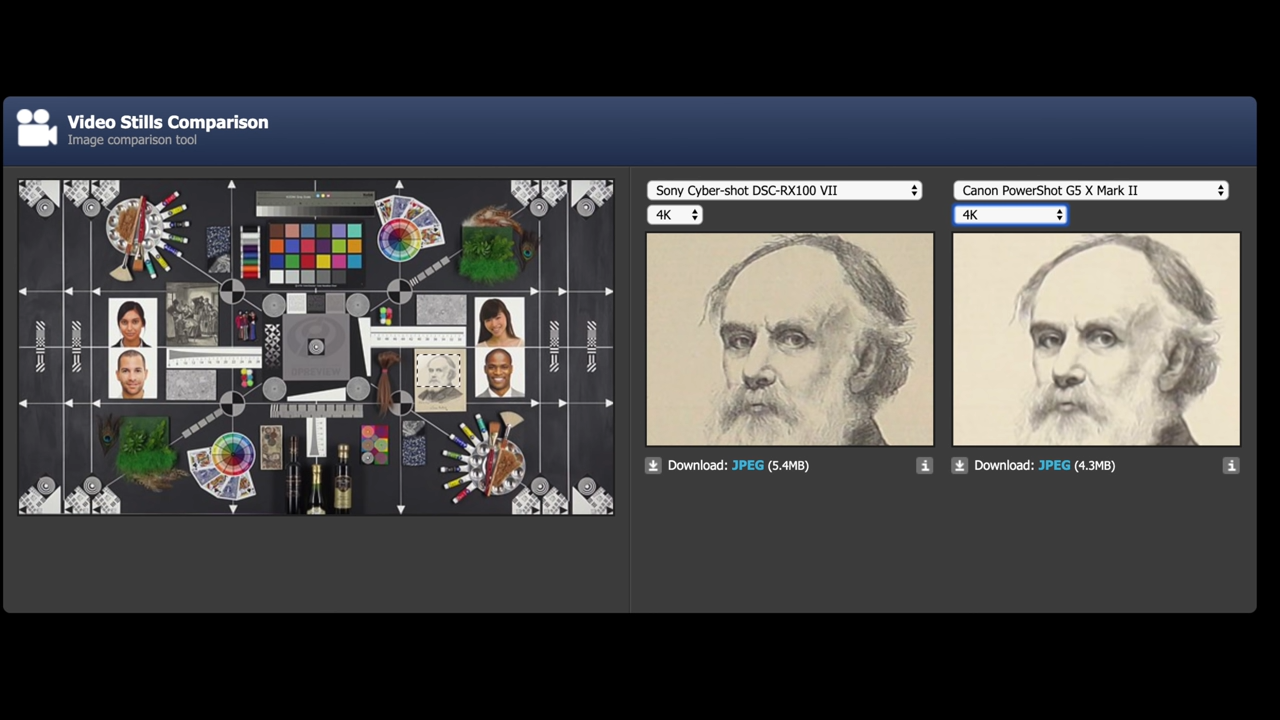 Video Stills Comparison
Image comparison tool
Sony Cyber-shot DSC-RX100 VII
Canon PowerShot G5 X Mark II
4K
4K
DPREVIEW
Download: JPEG (5.4MB)
Download: JPEG (4.3MB)